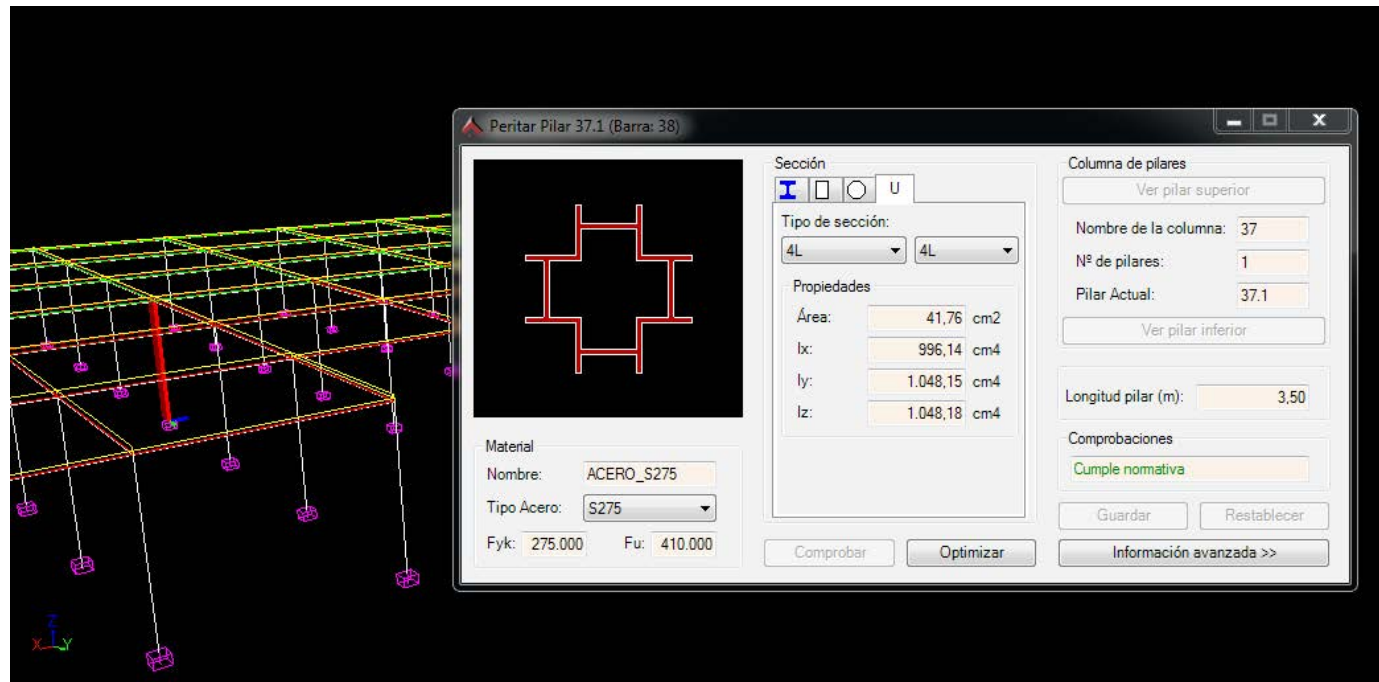 Peritar Pilar 37.1 (Barra: 38)
Sección
U
Tipo de sección:
4L 4L
Propiedades
Área: 41,76 cm2
Ix: 996,14 cm4
Iy: 1.048,15 cm4
Iz: 1.048,18 cm4
Material
Nombre: ACERO_S275
Tipo Acero: S275
Fyk: 275.000 Fu: 410.000
Comprobar Optimizar
Columna de pilares
Ver pilar superior
Nombre de la columna: 37
Nº de pilares: 1
Pilar Actual: 37.1
Ver pilar inferior
Longitud pilar (m): 3,50
Comprobaciones
Cumple normativa
Guardar Restablecer
Información avanzada >>
Z
X Y